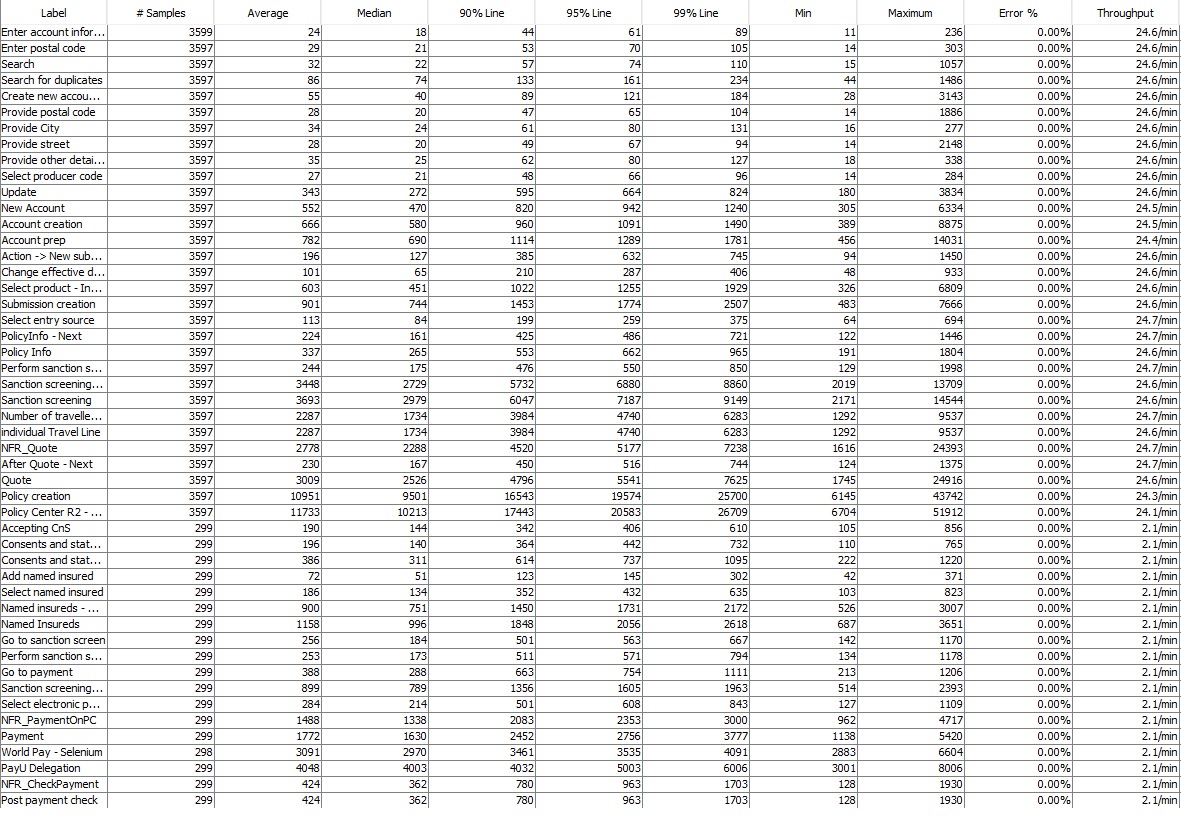 Label # Samples Average Median 90% Line 95% Line 99% Line Min Maximum Error % Throughput
Enter account infor... 3599 24 18 44 61 89 11 236 0.00% 24.6/min
Enter postal code 3597 29 21 53 70 105 14 303 0.00% 24.6/min
Search 3597 32 22 57 74 110 15 1057 0.00% 24.6/min
Search for duplicates 3597 86 74 133 161 234 44 1486 0.00% 24.6/min
Create new accou... 3597 55 40 89 121 184 28 3143 0.00% 24.6/min
Provide postal code 3597 28 20 47 65 104 14 1886 0.00% 24.6/min
Provide City 3597 34 24 61 80 131 16 277 0.00% 24.6/min
Provide street 3597 28 20 49 67 94 14 2148 0.00% 24.6/min
Provide other detai... 3597 35 25 62 80 127 18 338 0.00% 24.6/min
Select producer code 3597 27 21 48 66 96 14 284 0.00% 24.6/min
Update 3597 343 272 595 664 824 180 3834 0.00% 24.6/min
New Account 3597 552 470 820 942 1240 305 6334 0.00% 24.5/min
Account creation 3597 666 580 960 1091 1490 389 8875 0.00% 24.5/min
Account prep 3597 782 690 1114 1289 1781 456 14031 0.00% 24.4/min
Action -> New sub... 3597 196 127 385 632 745 94 1450 0.00% 24.6/min
Change effective d... 3597 101 65 210 287 406 48 933 0.00% 24.6/min
Select product - In... 3597 603 451 1022 1255 1929 326 6809 0.00% 24.6/min
Submission creation 3597 901 744 1453 1774 2507 483 7666 0.00% 24.6/min
Select entry source 3597 113 84 199 259 375 64 694 0.00% 24.7/min
PolicyInfo - Next 3597 224 161 425 486 721 122 1446 0.00% 24.7/min
Policy Info 3597 337 265 553 662 965 191 1804 0.00% 24.6/min
Perform sanction s... 3597 244 175 476 550 850 129 1998 0.00% 24.7/min
Sanction screening... 3597 3448 2729 5732 6880 8860 2019 13709 0.00% 24.6/min
Sanction screening 3597 3693 2979 6047 7187 9149 2171 14544 0.00% 24.6/min
Number of travelle... 3597 2287 1734 3984 4740 6283 1292 9537 0.00% 24.7/min
individual Travel Line 3597 2287 1734 3984 4740 6283 1292 9537 0.00% 24.6/min
NFR_Quote 3597 2778 2288 4520 5177 7238 1616 24393 0.00% 24.7/min
After Quote - Next 3597 230 167 450 516 744 124 1375 0.00% 24.7/min
Quote 3597 3009 2526 4796 5541 7625 1745 24916 0.00% 24.6/min
Policy creation 3597 10951 9501 16543 19574 25700 6145 43742 0.00% 24.3/min
Policy Center R2 - ... 3597 11733 10213 17443 20583 26709 6704 51912 0.00% 24.1/min
Accepting CnS 299 190 144 342 406 610 105 856 0.00% 2.1/min
Consents and stat... 299 196 140 364 442 732 110 765 0.00% 2.1/min
Consents and stat... 299 386 311 614 737 1095 222 1220 0.00% 2.1/min
Add named insured 299 72 51 123 145 302 42 371 0.00% 2.1/min
Select named insured 299 186 134 352 432 635 103 823 0.00% 2.1/min
Named insureds - ... 299 900 751 1450 1731 2172 526 3007 0.00% 2.1/min
Named Insureds 299 1158 996 1848 2056 2618 687 3651 0.00% 2.1/min
Go to sanction screen 299 256 184 501 563 667 142 1170 0.00% 2.1/min
Perform sanction s... 299 253 173 511 571 794 134 1178 0.00% 2.1/min
Go to payment 299 388 288 663 754 1111 213 1206 0.00% 2.1/min
Sanction screening... 299 899 789 1356 1605 1963 514 2393 0.00% 2.1/min
Select electronic p... 299 284 214 501 608 843 127 1109 0.00% 2.1/min
NFR_PaymentOnPC 299 1488 1338 2083 2353 3000 962 4717 0.00% 2.1/min
Payment 299 1772 1630 2452 2756 3777 1138 5420 0.00% 2.1/min
World Pay - Selenium 298 3091 2970 3461 3535 4091 2883 6604 0.00% 2.1/min
PayU Delegation 299 4048 4003 4032 5003 6006 3001 8006 0.00% 2.1/min
NFR_CheckPayment 299 424 362 780 963 1703 128 1930 0.00% 2.1/min
Post payment check 299 424 362 780 963 1703 128 1930 0.00% 2.1/min